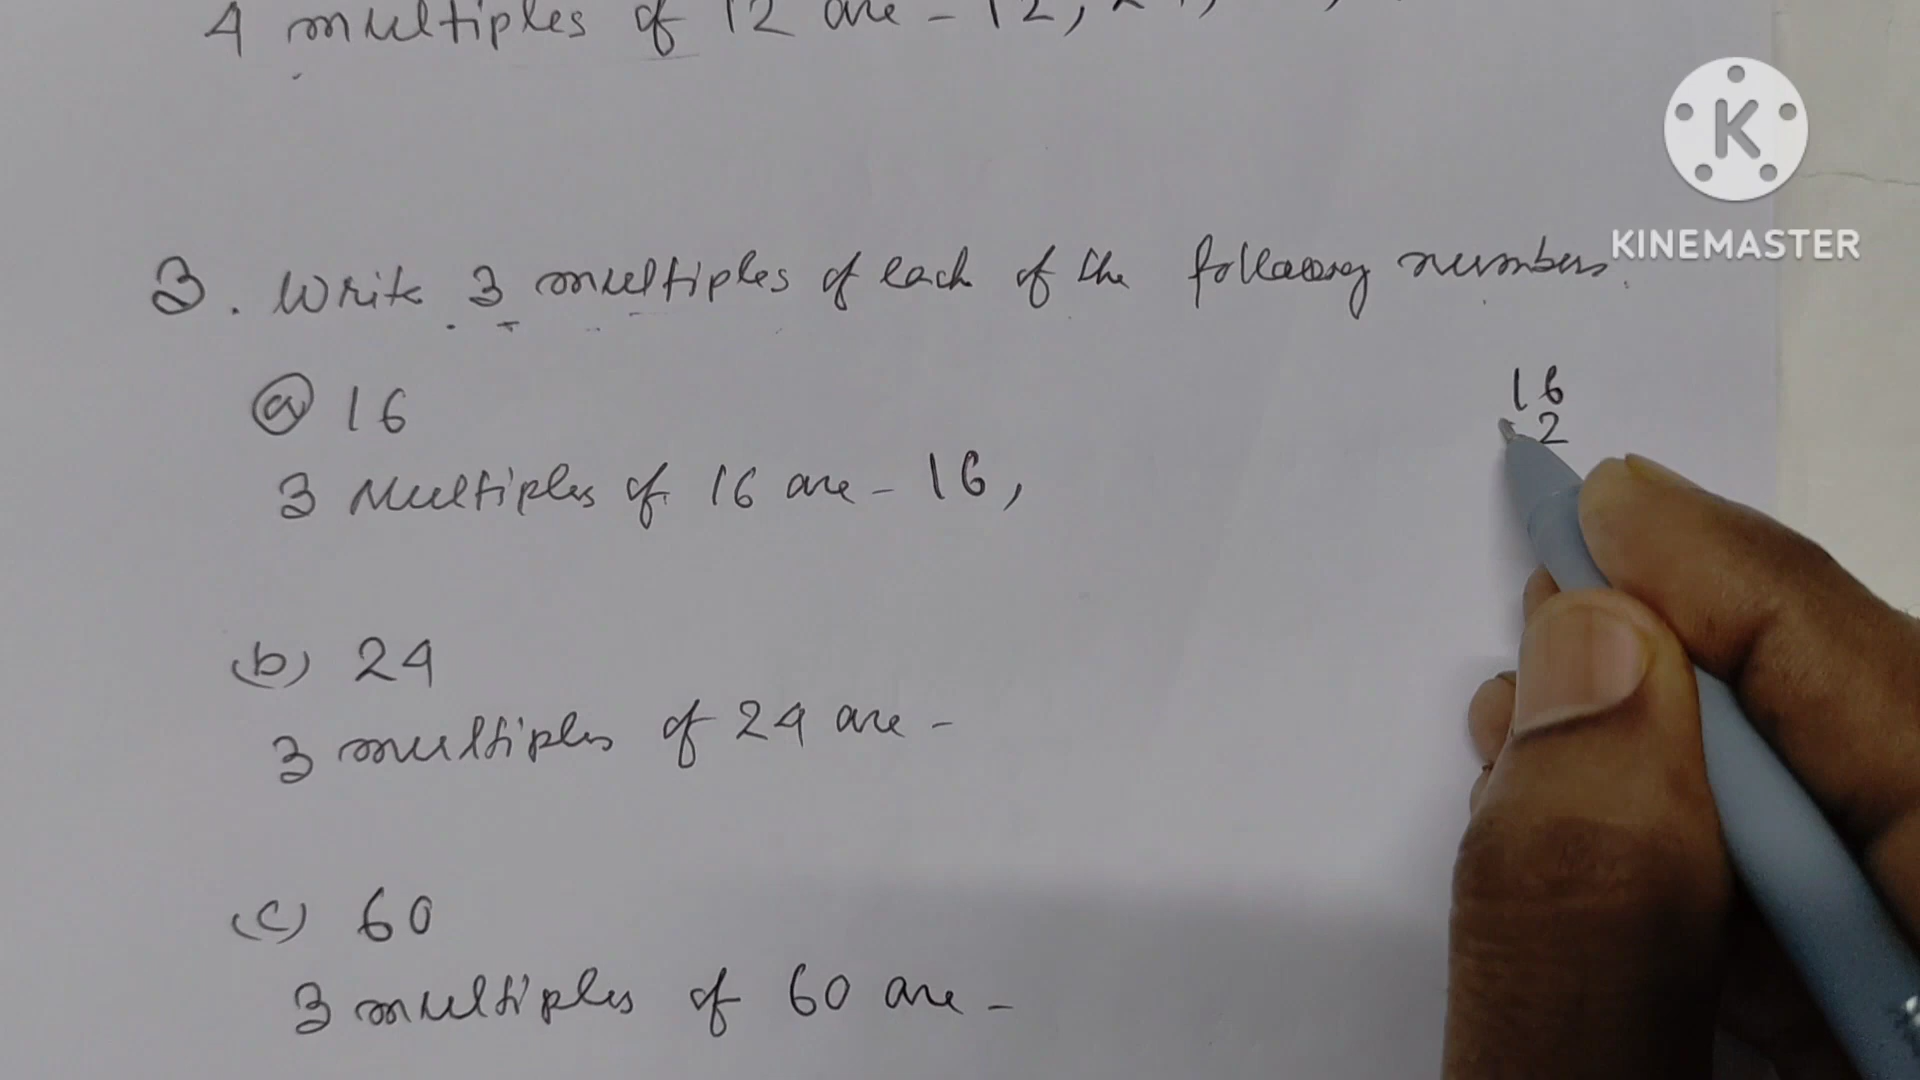 4 multiples of 12 are - 12,
K
KINEMASTER
3. Write 3 multiples of each of the following numbers.
(a) 16
16
2
3 Multiples of 16 are - 16,
(b) 24
3 multiples of 24 are -
(c) 60
3 multiples of 60 are -